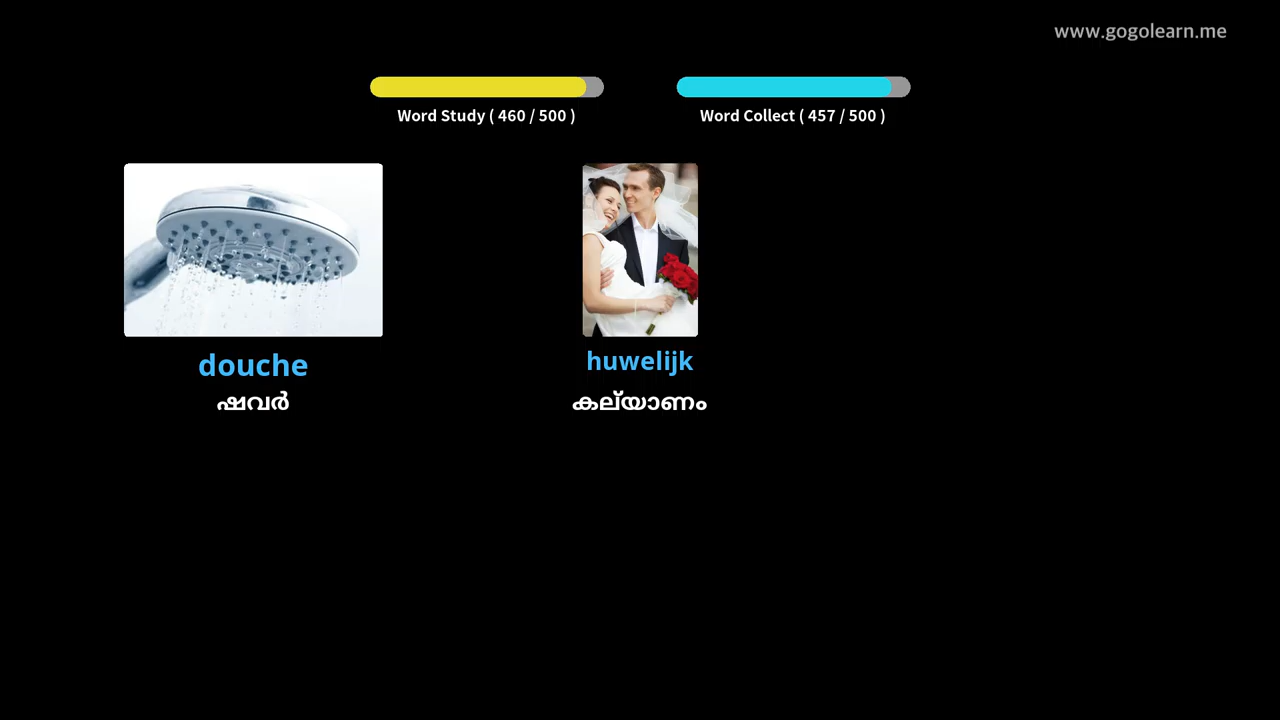 www.gogolearn.me
Word Study ( 460 / 500 )
Word Collect ( 457 / 500 )
douche
huwelijk
ഷവർ
കല്യാണം